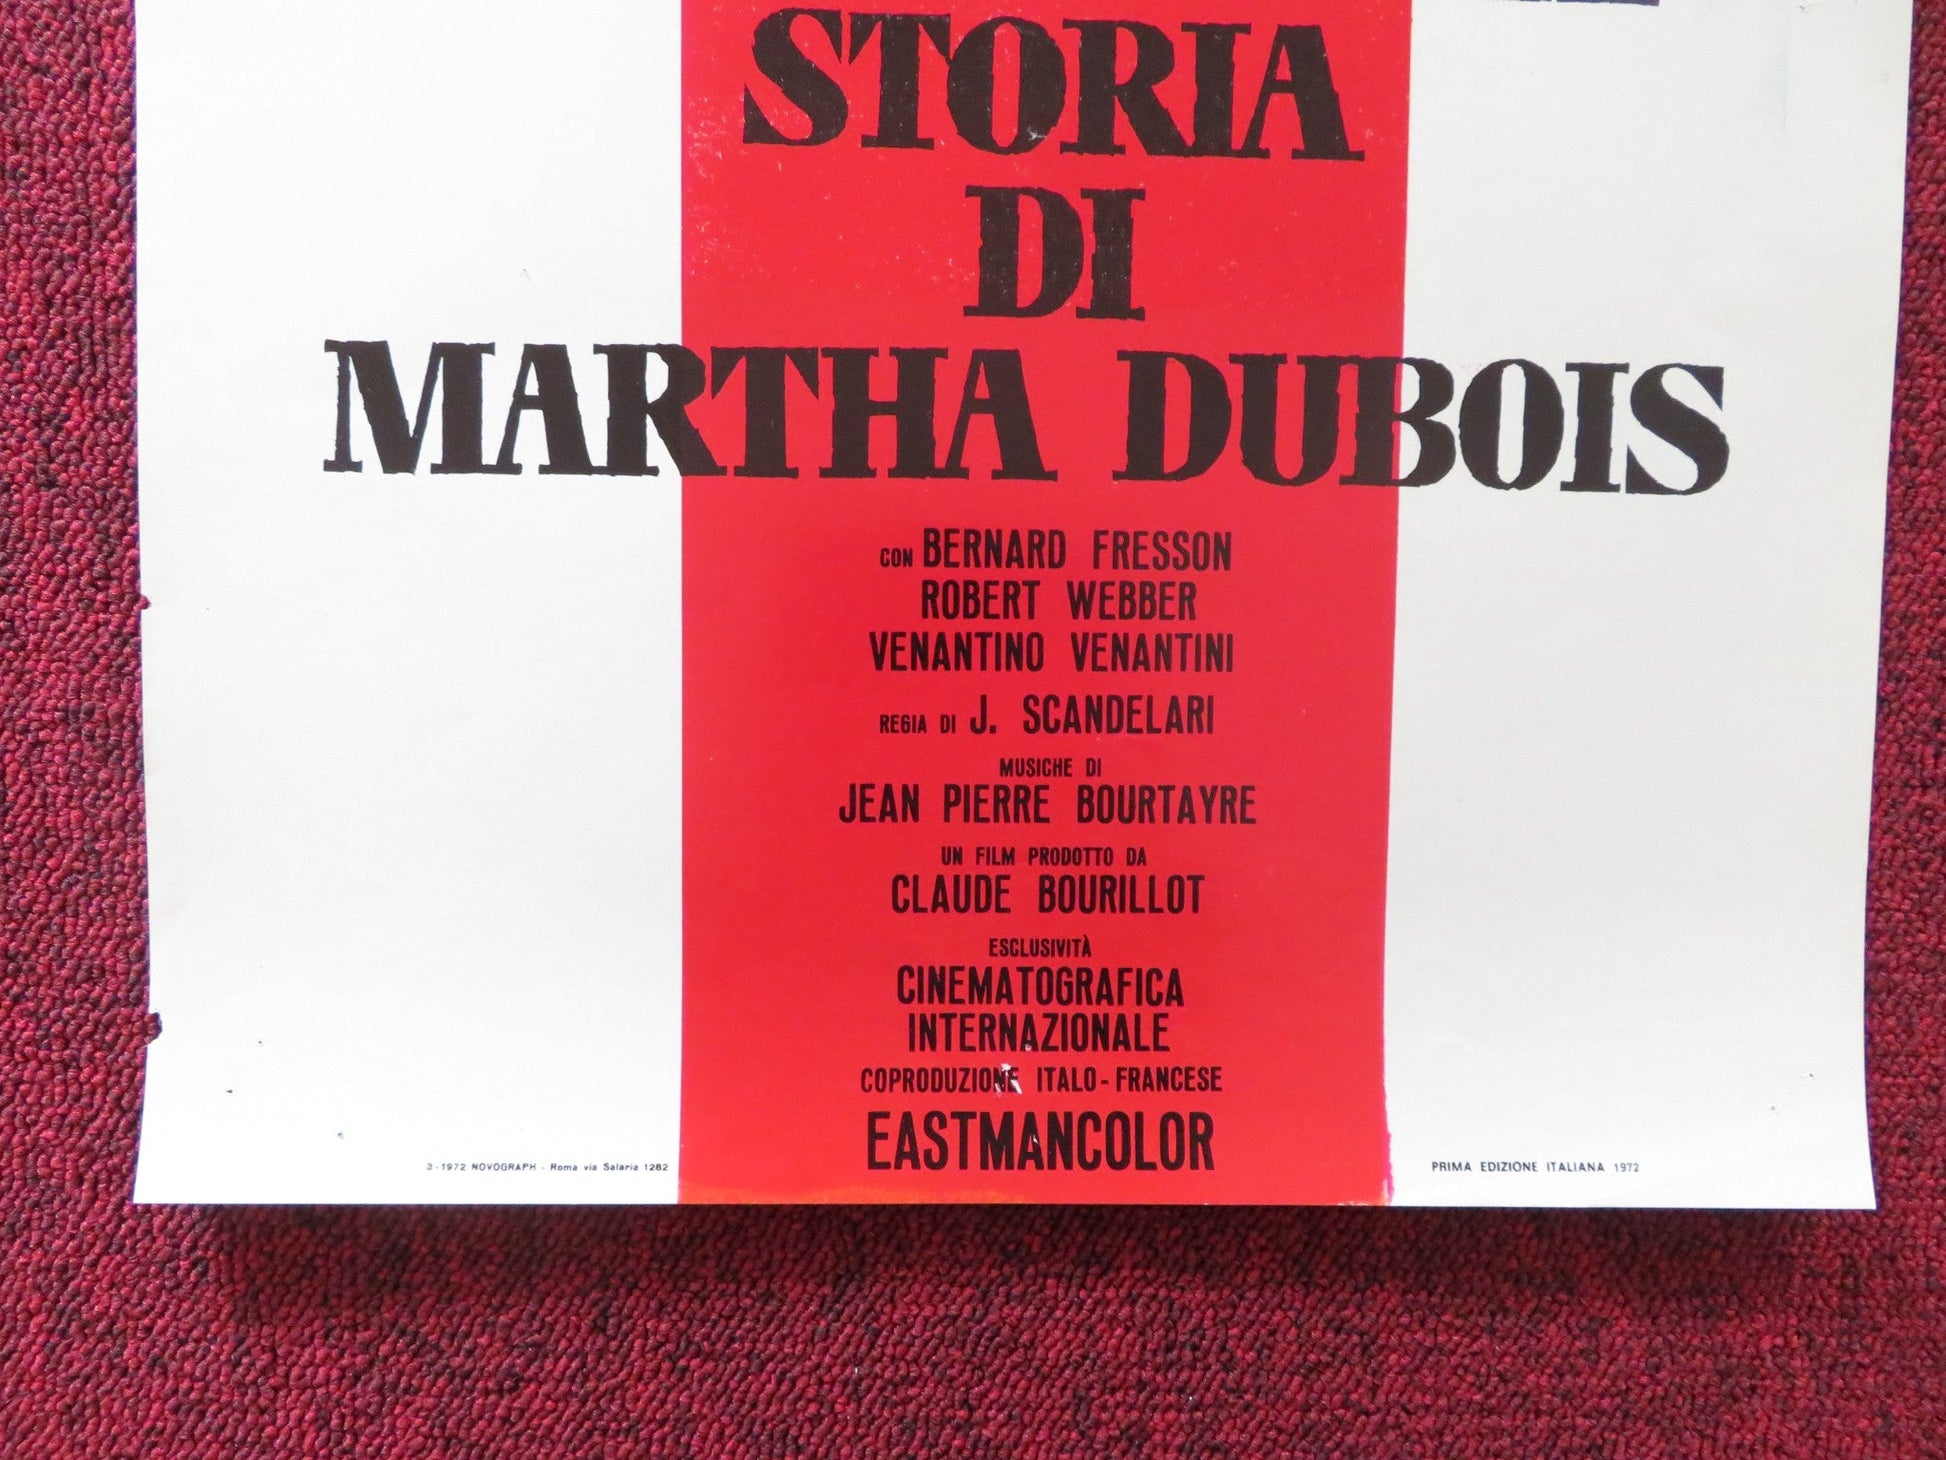 STORIA
DI
MARTHA DUBOIS
CON BERNARD FRESSON
ROBERT WEBBER
VENANTINO VENANTINI
REGIA DI J. SCANDELARI
MUSICHE DI
JEAN PIERRE BOURTAYRE
UN FILM PRODOTTO DA
CLAUDE BOURILLOT
ESCLUSIVITÀ
CINEMATOGRAFICA
INTERNAZIONALE
COPRODUZIONE ITALO-FRANCESE
EASTMANCOLOR
3-1972 NOVOGRAPH - Roma via Salaria 1282
PRIMA EDIZIONE ITALIANA 1972